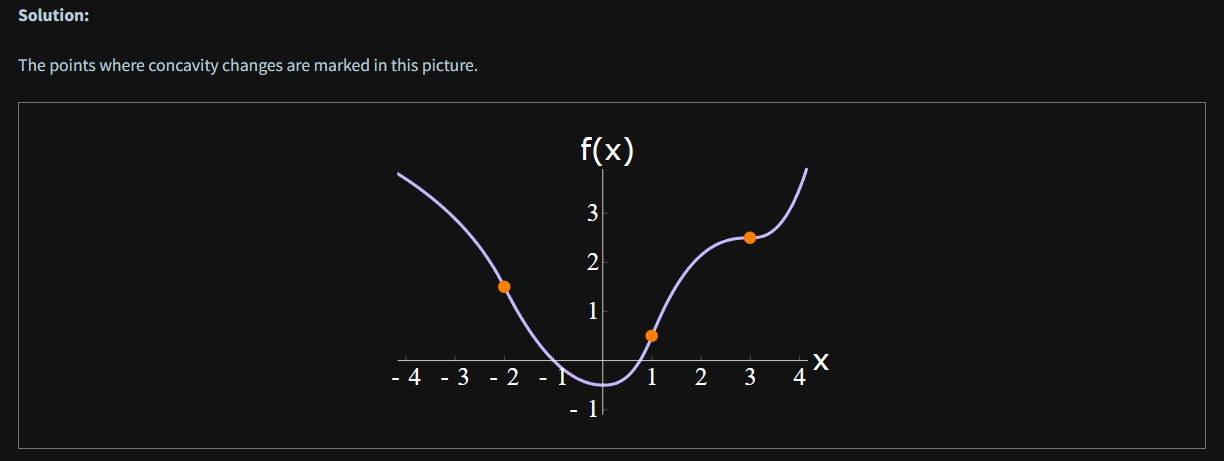 Solution:
The points where concavity changes are marked in this picture.
f(x)
3
2
1
- 4 - 3 - 2 - 1 1 2 3 4 x
- 1